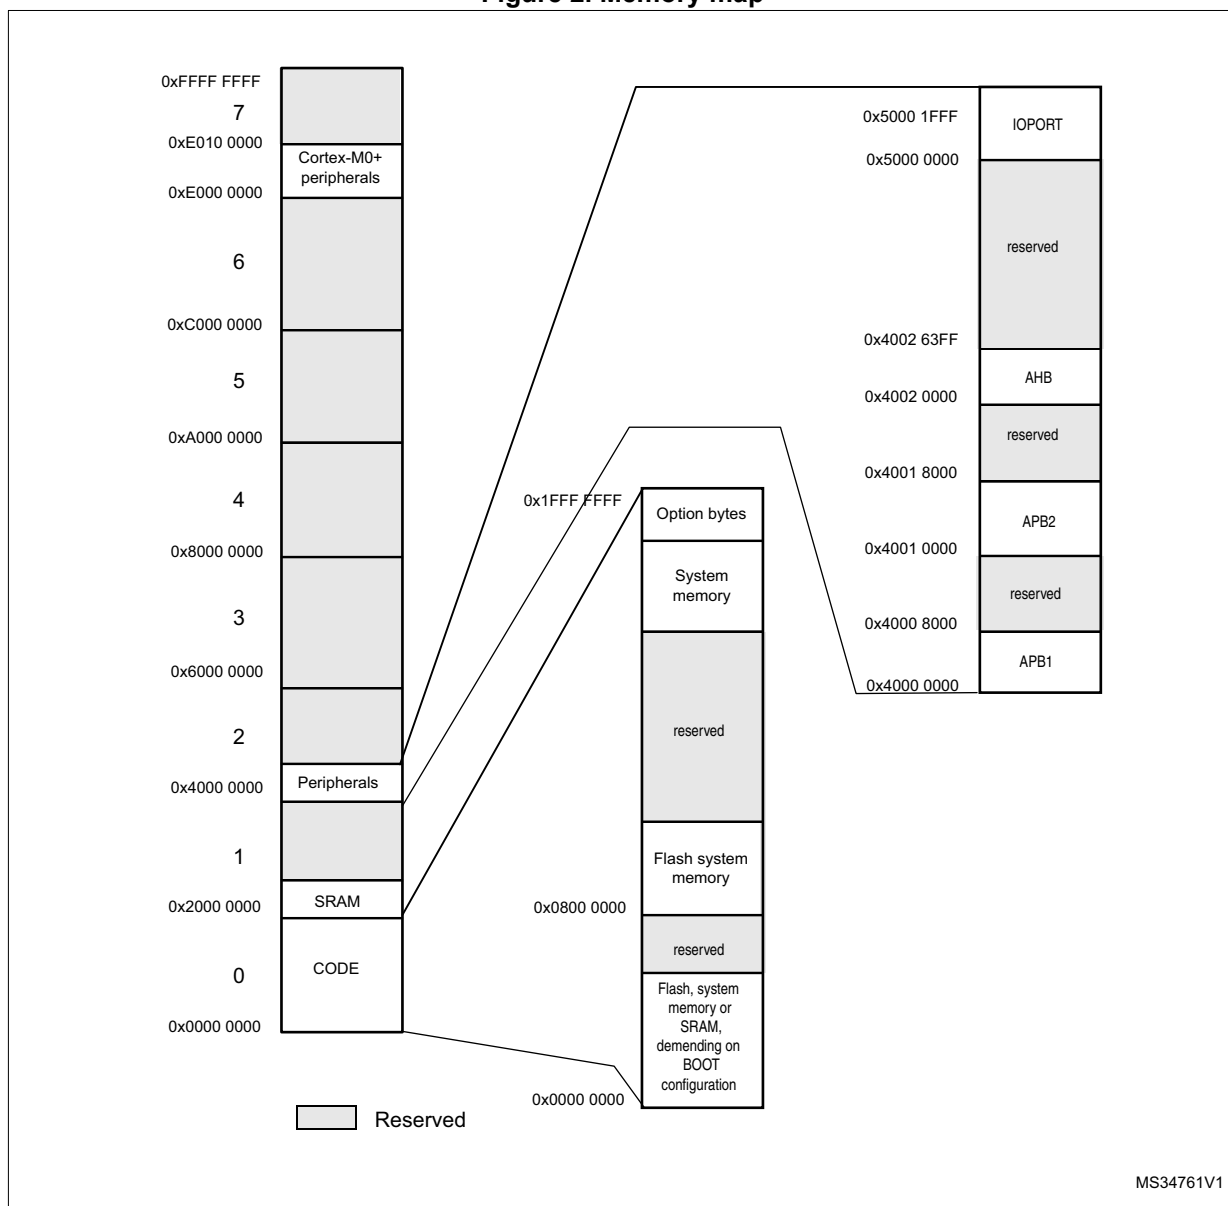 Figure 2. Memory map
0xFFFF FFFF
7
0xE010 0000
Cortex-M0+
peripherals
0xE000 0000
6
0xC000 0000
5
0xA000 0000
4
0x8000 0000
3
0x6000 0000
2
Peripherals
0x4000 0000
1
SRAM
0x2000 0000
CODE
0
0x0000 0000
Reserved
0x1FFF FFFF
Option bytes
System
memory
reserved
Flash system
memory
0x0800 0000
reserved
Flash, system
memory or
SRAM,
demending on
BOOT
configuration
0x0000 0000
0x5000 1FFF
IOPORT
0x5000 0000
reserved
0x4002 63FF
AHB
0x4002 0000
reserved
0x4001 8000
APB2
0x4001 0000
reserved
0x4000 8000
APB1
0x4000 0000
MS34761V1